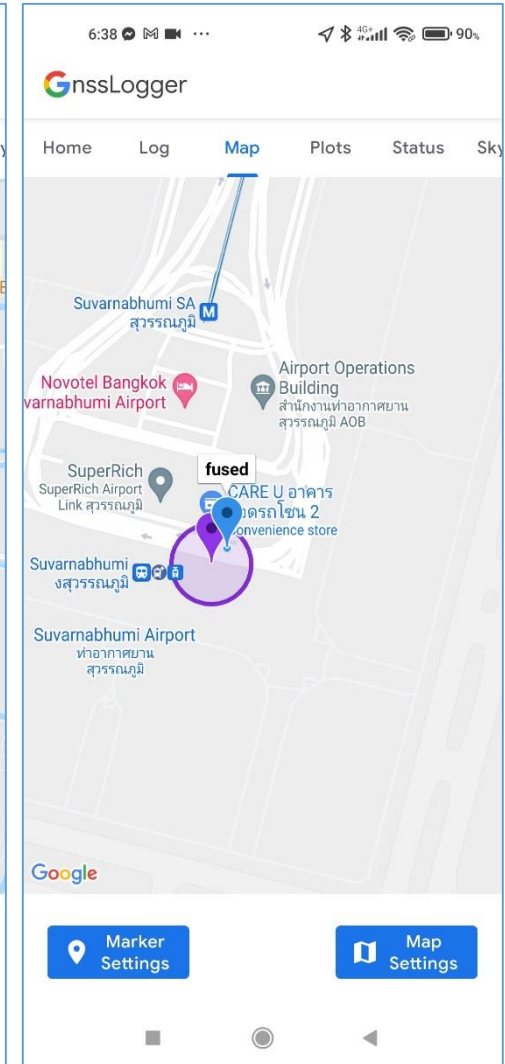 6:38
4G+
90%
GnssLogger
Home Log Map Plots Status Sky
Suvarnabhumi SA
สุวรรณภูมิ
M
Novotel Bangkok
varnabhumi Airport
Airport Operations
Building
สำนักงานท่าอากาศยาน
สุวรรณภูมิ AOB
SuperRich
SuperRich Airport
Link สุวรรณภูมิ
fused
CARE U อาคาร
จอดรถโซน 2
onvenience store
Suvarnabhumi
งสุวรรณภูมิ
Suvarnabhumi Airport
ท่าอากาศยาน
สุวรรณภูมิ
Google
Marker
Settings
Map
Settings